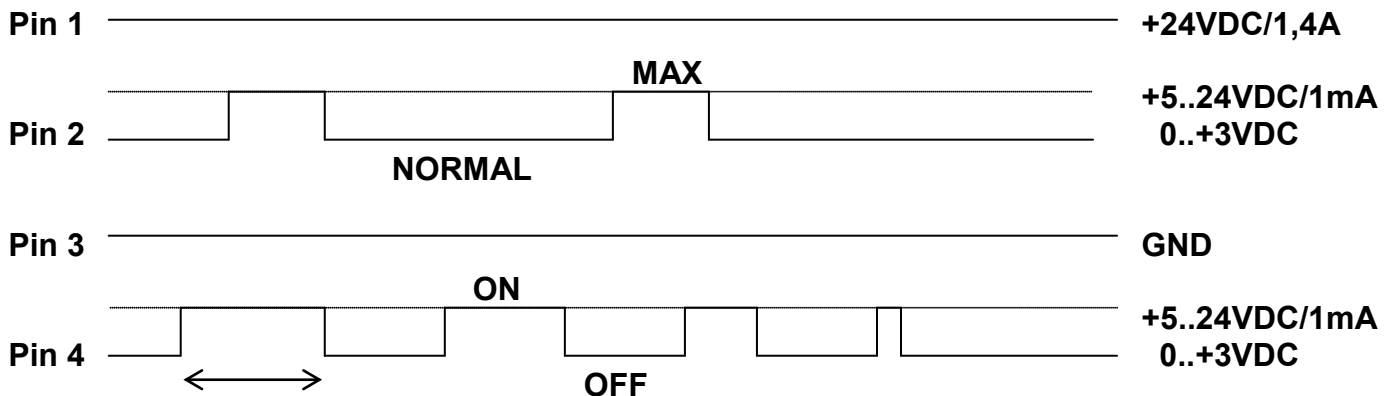 Pin 1 +24VDC/1,4A
MAX
+5..24VDC/1mA
Pin 2 0..+3VDC
NORMAL
Pin 3 GND
ON
+5..24VDC/1mA
Pin 4 0..+3VDC
OFF